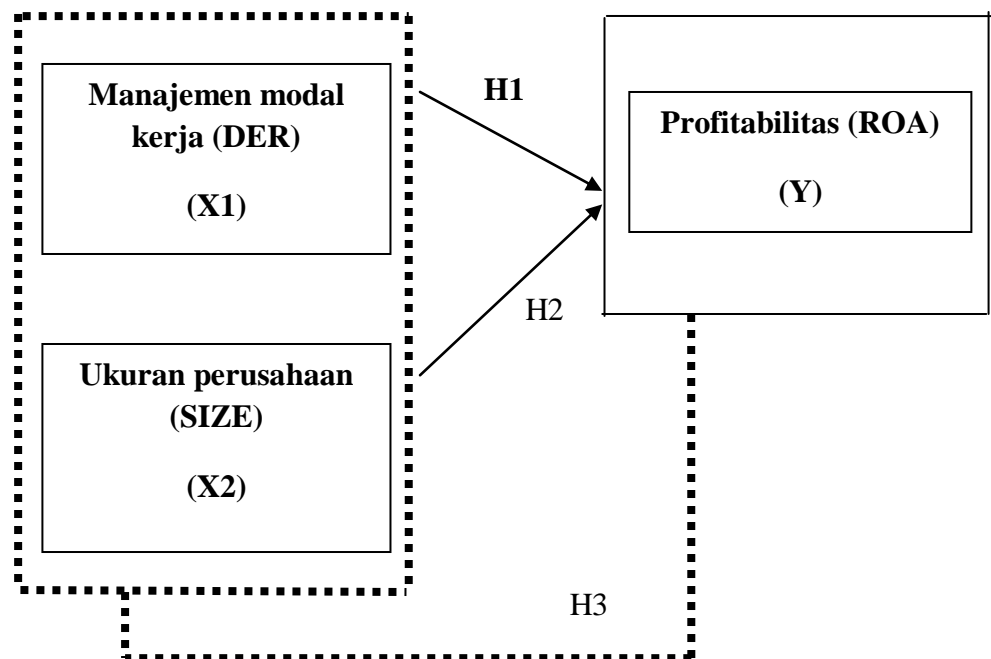 Manajemen modal
kerja (DER)
(X1)
H1
Profitabilitas (ROA)
(Y)
H2
Ukuran perusahaan
(SIZE)
(X2)
H3